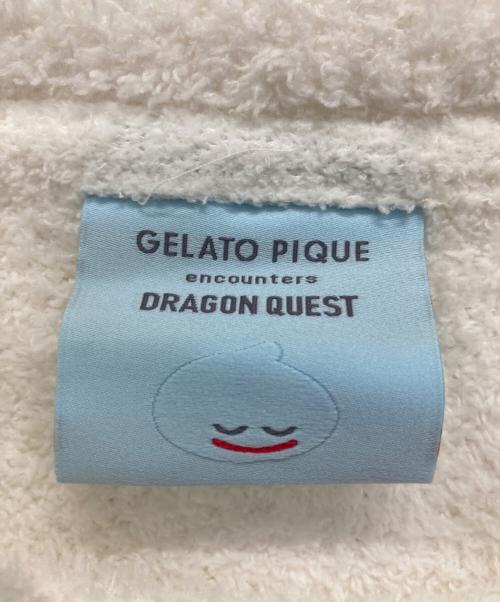 GELATO PIQUE
encounters
DRAGON QUEST